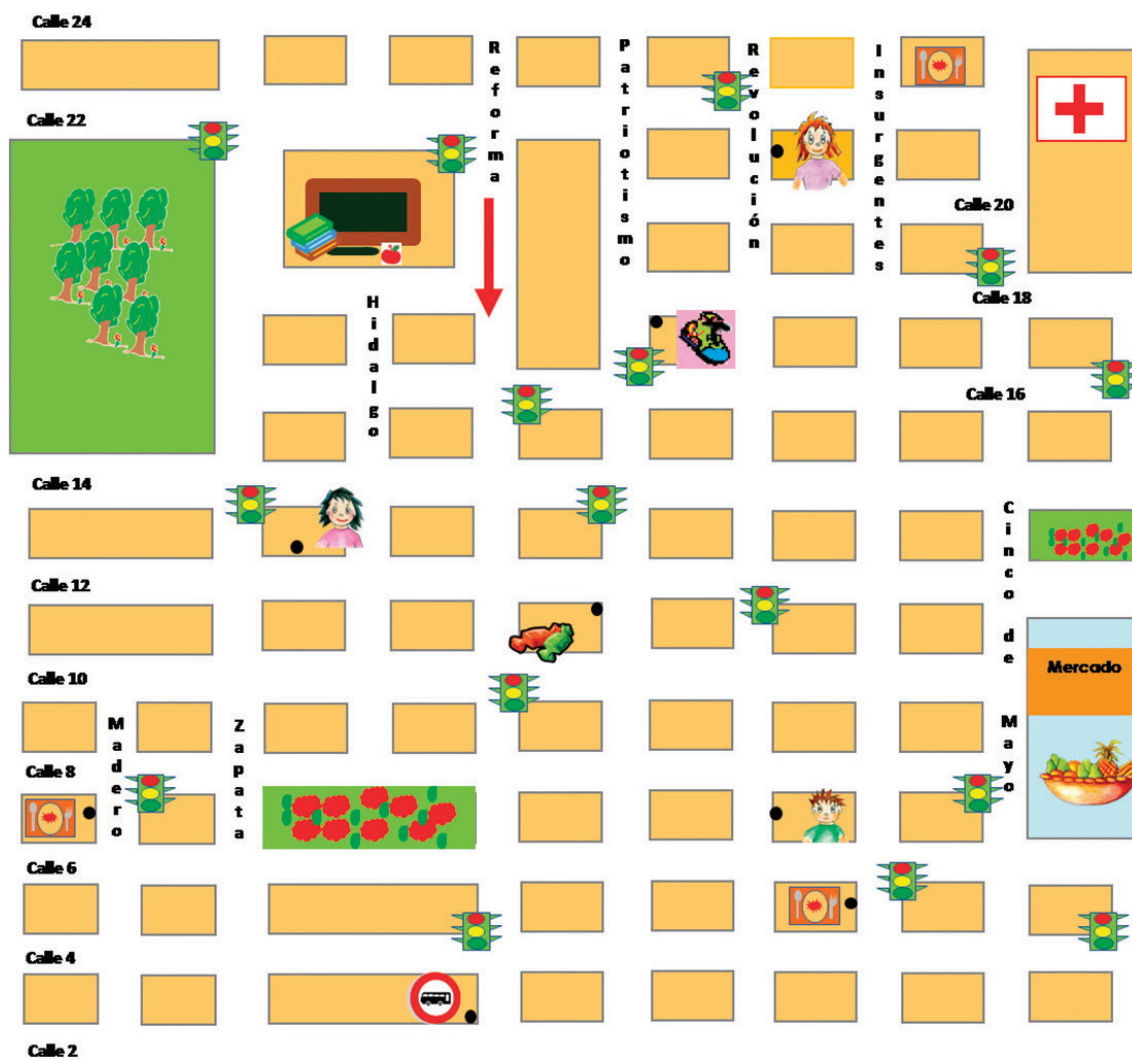 Calle 24
Reforma
Patriotismo
Revolución
Insurgentes
Calle 22
Calle 20
Calle 18
Hidalgo
Calle 16
Calle 14
Cinco de Mayo
Calle 12
Mercado
Calle 10
Madero
Zapata
Calle 8
Calle 6
Calle 4
Calle 2